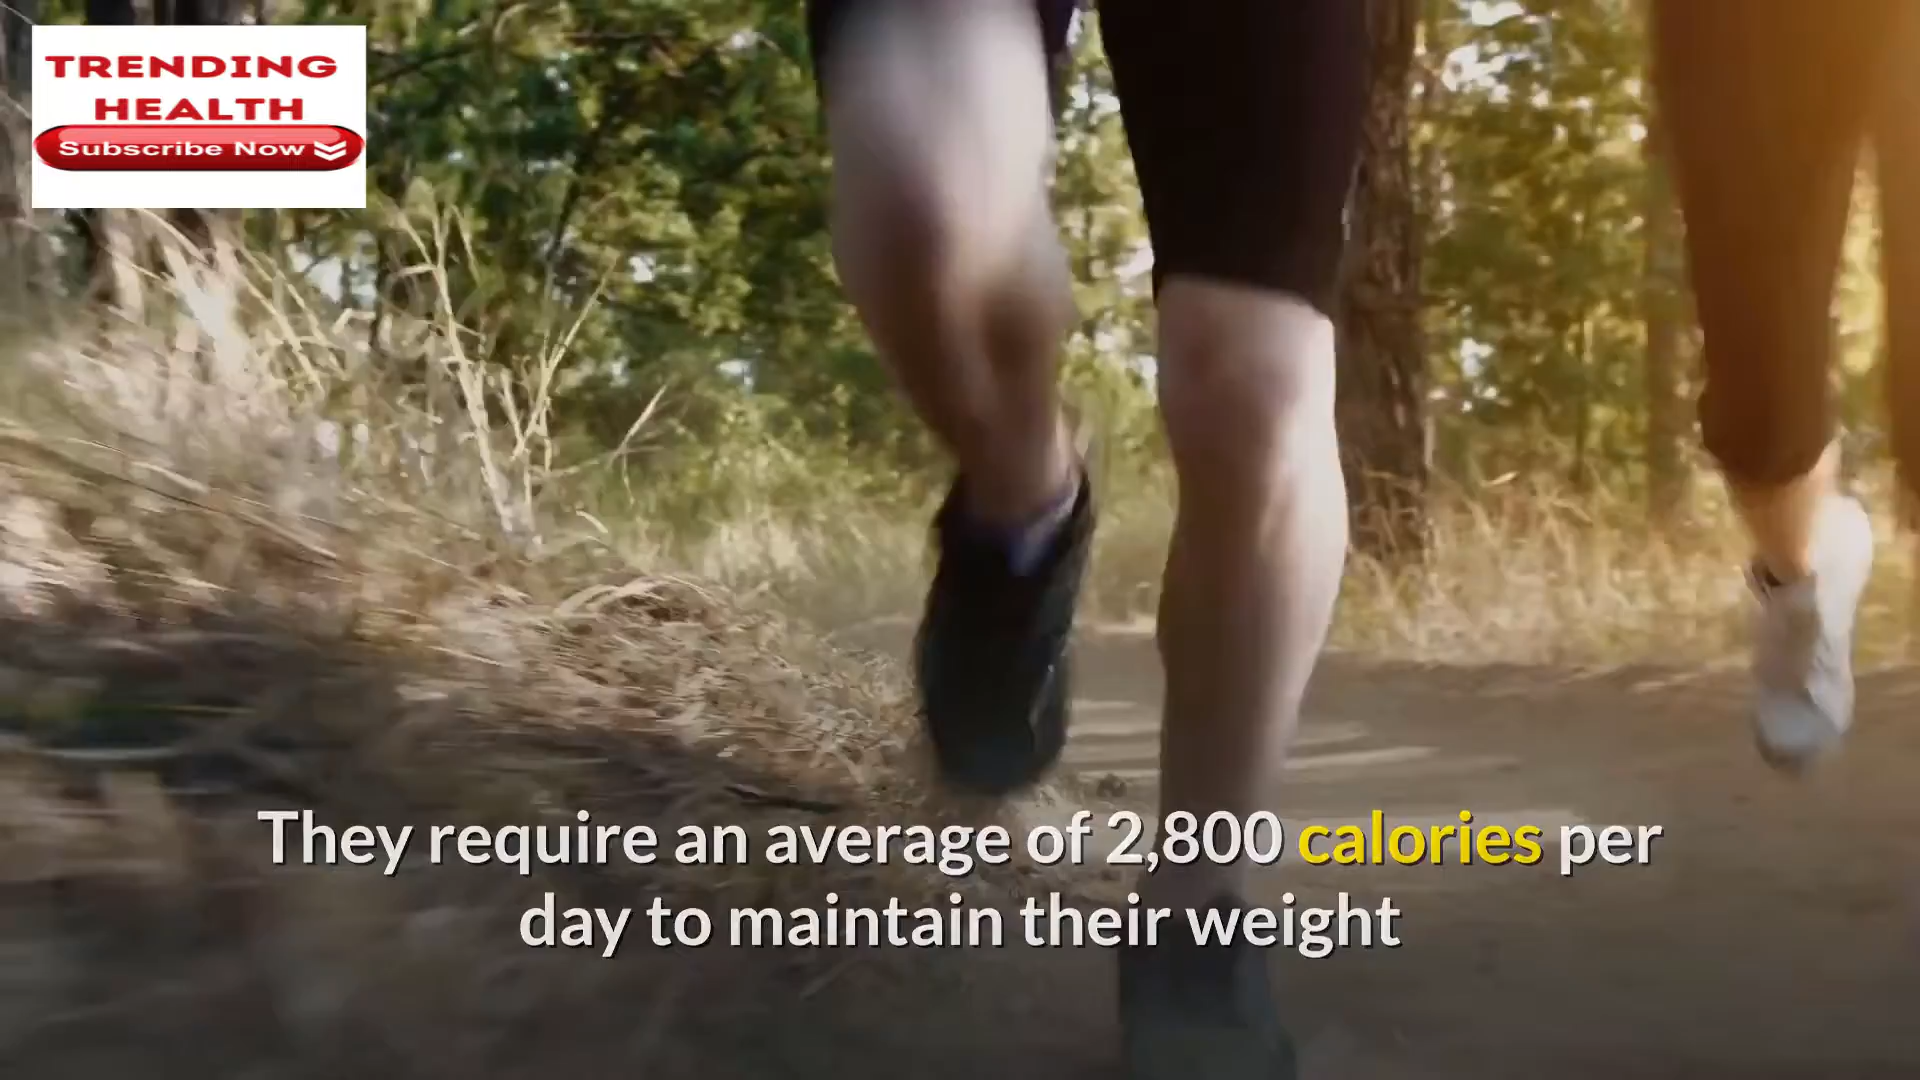 TRENDING
HEALTH
Subscribe Now
They require an average of 2,800 calories per
day to maintain their weight